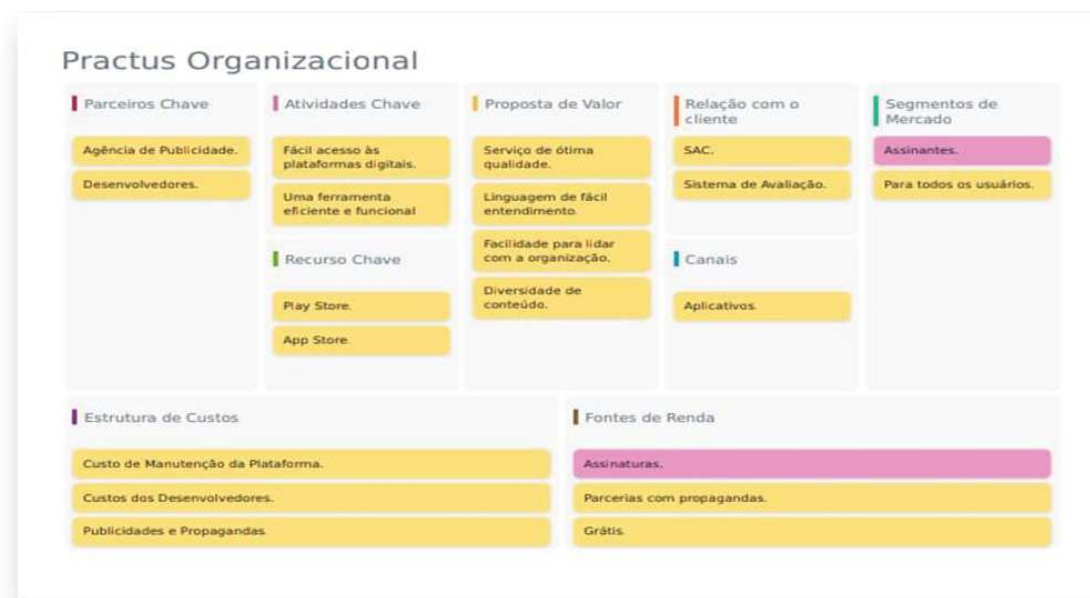 Practus Organizacional
Parceiros Chave
Agência de Publicidade.
Desenvolvedores.
Atividades Chave
Fácil acesso às
plataformas digitais.
Uma ferramenta
eficiente e funcional
Recurso Chave
Play Store.
App Store.
Proposta de Valor
Serviço de ótima
qualidade.
Linguagem de fácil
entendimento.
Facilidade para lidar
com a organização.
Diversidade de
conteúdo.
Relação com o
cliente
SAC.
Sistema de Avaliação.
Canais
Aplicativos.
Segmentos de
Mercado
Assinantes.
Para todos os usuários.
Estrutura de Custos
Custo de Manutenção da Plataforma.
Custos dos Desenvolvedores.
Publicidades e Propagandas.
Fontes de Renda
Assinaturas.
Parcerias com propagandas.
Grátis.